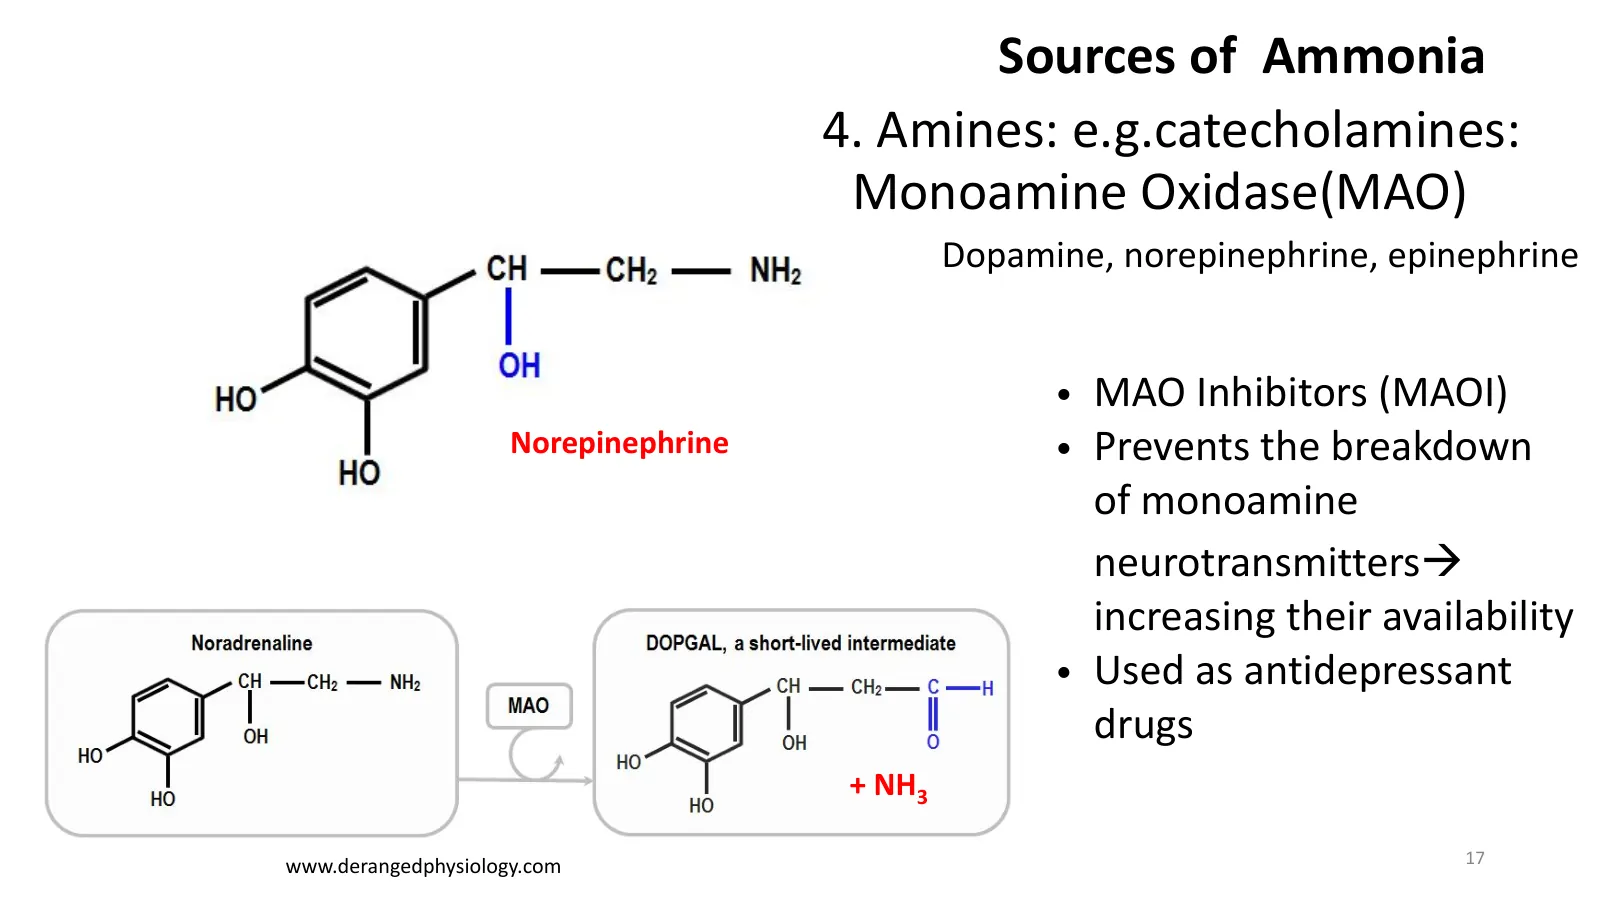 Sources of  Ammonia
4. Amines: e.g.catecholamines:
Monoamine Oxidase(MAO)
Dopamine, norepinephrine, epinephrine
CH — CH₂ — NH₂
OH
HO
HO
Norepinephrine
• MAO Inhibitors (MAOI)
• Prevents the breakdown
of monoamine
neurotransmitters→
increasing their availability
• Used as antidepressant
drugs
Noradrenaline
CH — CH₂ — NH₂
OH
HO
HO
MAO
DOPGAL, a short-lived intermediate
CH — CH₂ — C — H
OH
O
HO
HO
+ NH₃
www.derangedphysiology.com
17